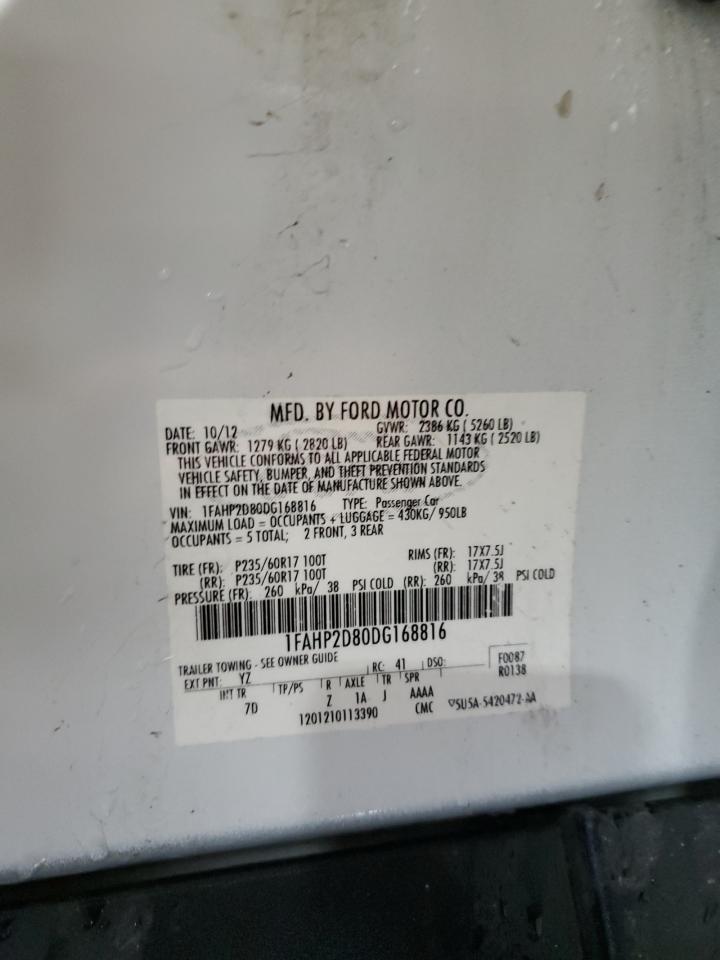 MFD. BY FORD MOTOR CO.
DATE: 10/12 GVWR: 2386 KG ( 5260 LB)
FRONT GAWR: 1279 KG ( 2820 LB) REAR GAWR: 1143 KG ( 2520 LB)
THIS VEHICLE CONFORMS TO ALL APPLICABLE FEDERAL MOTOR
VEHICLE SAFETY, BUMPER, AND THEFT PREVENTION STANDARDS
IN EFFECT ON THE DATE OF MANUFACTURE SHOWN ABOVE.
VIN: 1FAHP2D80DG168816 TYPE: Passenger Car
MAXIMUM LOAD = OCCUPANTS + LUGGAGE = 430KG/ 950LB
OCCUPANTS = 5 TOTAL; 2 FRONT, 3 REAR
TIRE (FR): P235/60R17 100T RIMS (FR): 17X7.5J
(RR): P235/60R17 100T (RR): 17X7.5J
PRESSURE (FR): 260 kPa/ 38 PSI COLD (RR): 260 kPa/ 38 PSI COLD
1FAHP2D80DG168816
TRAILER TOWING - SEE OWNER GUIDE
EXT PNT: YZ RC: 41 DSO: F0087
INT TR TP/PS R AXLE TR SPR R0138
7D Z 1A J AAAA
1201210113390 CMC 5U5A-5420472-AA